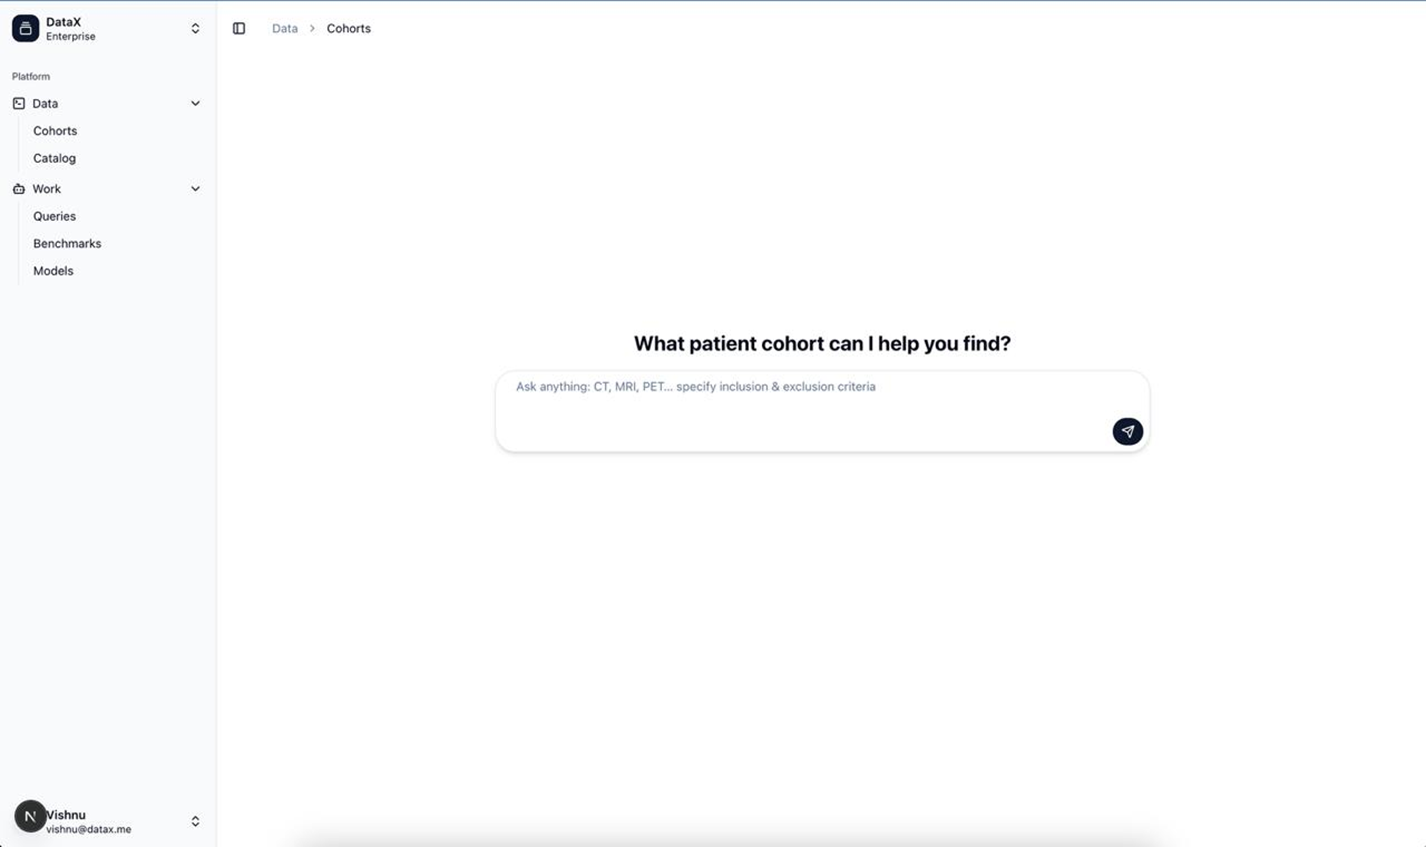 DataX
Enterprise
Data > Cohorts
Platform
Data
Cohorts
Catalog
Work
Queries
Benchmarks
Models
What patient cohort can I help you find?
Ask anything: CT, MRI, PET... specify inclusion & exclusion criteria
N
Vishnu
vishnu@datax.me